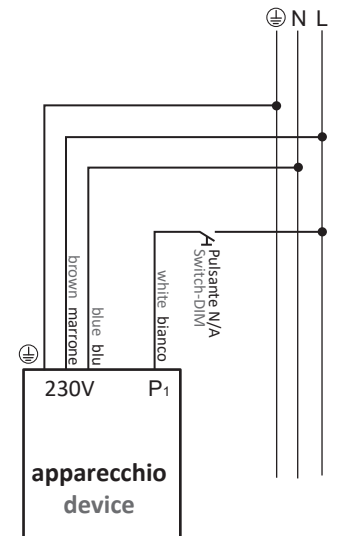 N L
Pulsante N/A
Switch-DIM
brown marrone
blue blu
white bianco
230V P1
apparecchio
device